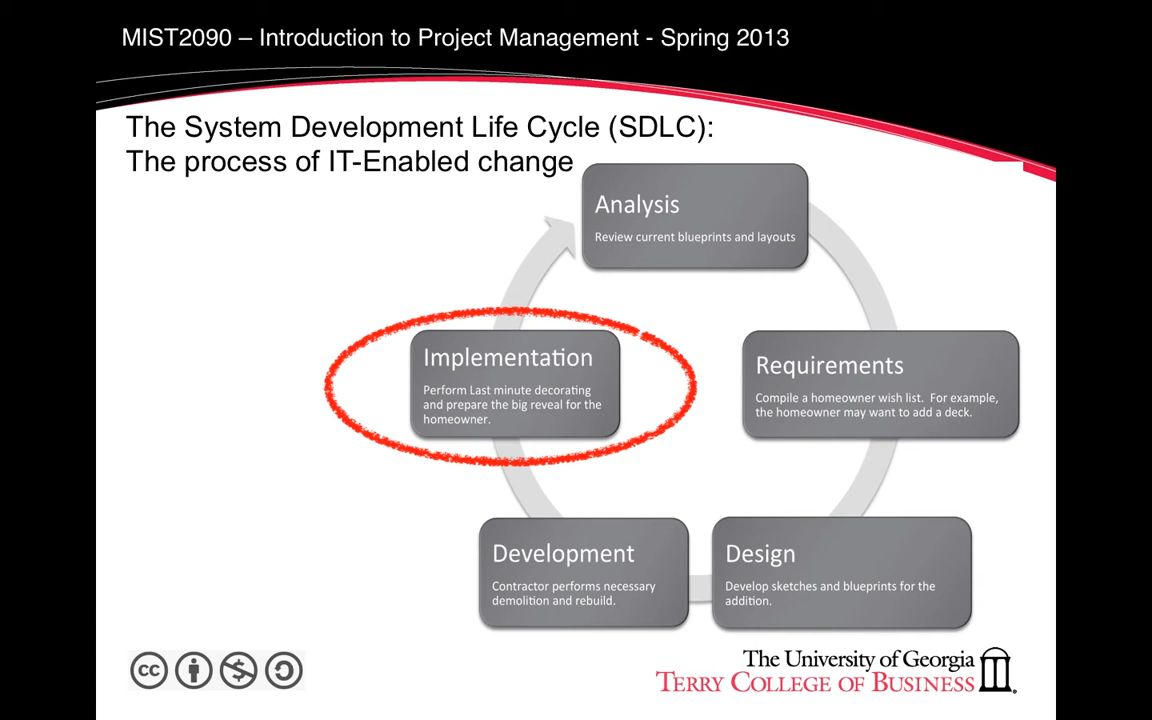 MIST2090 – Introduction to Project Management - Spring 2013
The System Development Life Cycle (SDLC):
The process of IT-Enabled change
Analysis
Review current blueprints and layouts
Implementation
Perform Last minute decorating
and prepare the big reveal for the
homeowner.
Requirements
Compile a homeowner wish list. For example,
the homeowner may want to add a deck.
Development
Contractor performs necessary
demolition and rebuild.
Design
Develop sketches and blueprints for the
addition.
cc
The University of Georgia
TERRY COLLEGE OF BUSINESS